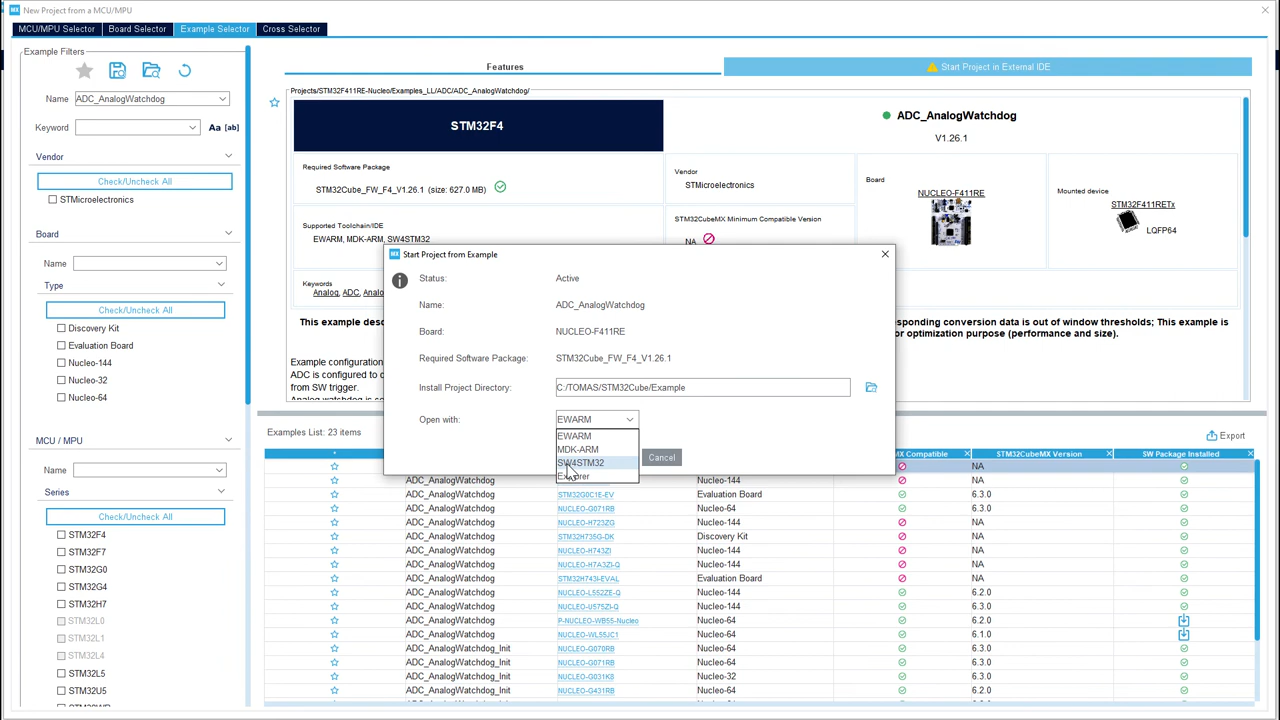 New Project from a MCU/MPU
MCU/MPU Selector
Board Selector
Example Selector
Cross Selector
Example Filters
Name
ADC_AnalogWatchdog
Keyword
Aa [ab]
Vendor
Check/Uncheck All
STMicroelectronics
Board
Name
Type
Check/Uncheck All
Discovery Kit
Evaluation Board
Nucleo-144
Nucleo-32
Nucleo-64
MCU / MPU
Name
Series
Check/Uncheck All
STM32F4
STM32F7
STM32G0
STM32G4
STM32H7
STM32L0
STM32L1
STM32L4
STM32L5
STM32U5
Features
Start Project in External IDE
Projects/STM32F411RE-Nucleo/Examples_LL/ADC/ADC_AnalogWatchdog/
STM32F4
ADC_AnalogWatchdog
V1.26.1
Required Software Package
STM32Cube_FW_F4_V1.26.1 (size: 627.0 MB)
Vendor
STMicroelectronics
Board
NUCLEO-F411RE
Mounted device
STM32F411RETx
LQFP64
Supported Toolchain/IDE
EWARM, MDK-ARM, SW4STM32
STM32CubeMX Minimum Compatible Version
NA
Keywords
Analog, ADC, Analo
This example desc
sponding conversion data is out of window thresholds; This example is
or optimization purpose (performance and size).
Example configuration
ADC is configured to c
from SW trigger.
Analog watchdog is s
MX Start Project from Example
Status: Active
Name: ADC_AnalogWatchdog
Board: NUCLEO-F411RE
Required Software Package: STM32Cube_FW_F4_V1.26.1
Install Project Directory: C:/TOMAS/STM32Cube/Example
Open with: EWARM
EWARM
MDK-ARM
SW4STM32
Explorer
Cancel
Examples List: 23 items
Export
* MX Compatible STM32CubeMX Version SW Package Installed
NA
ADC_AnalogWatchdog Nucleo-144 NA
ADC_AnalogWatchdog STM32G0C1E-EV Evaluation Board 6.3.0
ADC_AnalogWatchdog NUCLEO-G071RB Nucleo-64 6.3.0
ADC_AnalogWatchdog NUCLEO-H723ZG Nucleo-144 NA
ADC_AnalogWatchdog STM32H735G-DK Discovery Kit NA
ADC_AnalogWatchdog NUCLEO-H743ZI Nucleo-144 NA
ADC_AnalogWatchdog NUCLEO-H7A3ZI-Q Nucleo-144 NA
ADC_AnalogWatchdog STM32H743I-EVAL Evaluation Board NA
ADC_AnalogWatchdog NUCLEO-L552ZE-Q Nucleo-144 6.2.0
ADC_AnalogWatchdog NUCLEO-U575ZI-Q Nucleo-144 6.3.0
ADC_AnalogWatchdog P-NUCLEO-WB55-Nucleo Nucleo-64 6.2.0
ADC_AnalogWatchdog NUCLEO-WL55JC1 Nucleo-64 6.1.0
ADC_AnalogWatchdog_Init NUCLEO-G070RB Nucleo-64 6.3.0
ADC_AnalogWatchdog_Init NUCLEO-G071RB Nucleo-64 6.3.0
ADC_AnalogWatchdog_Init NUCLEO-G031K8 Nucleo-32 6.3.0
ADC_AnalogWatchdog_Init NUCLEO-G431RB Nucleo-64 6.2.0